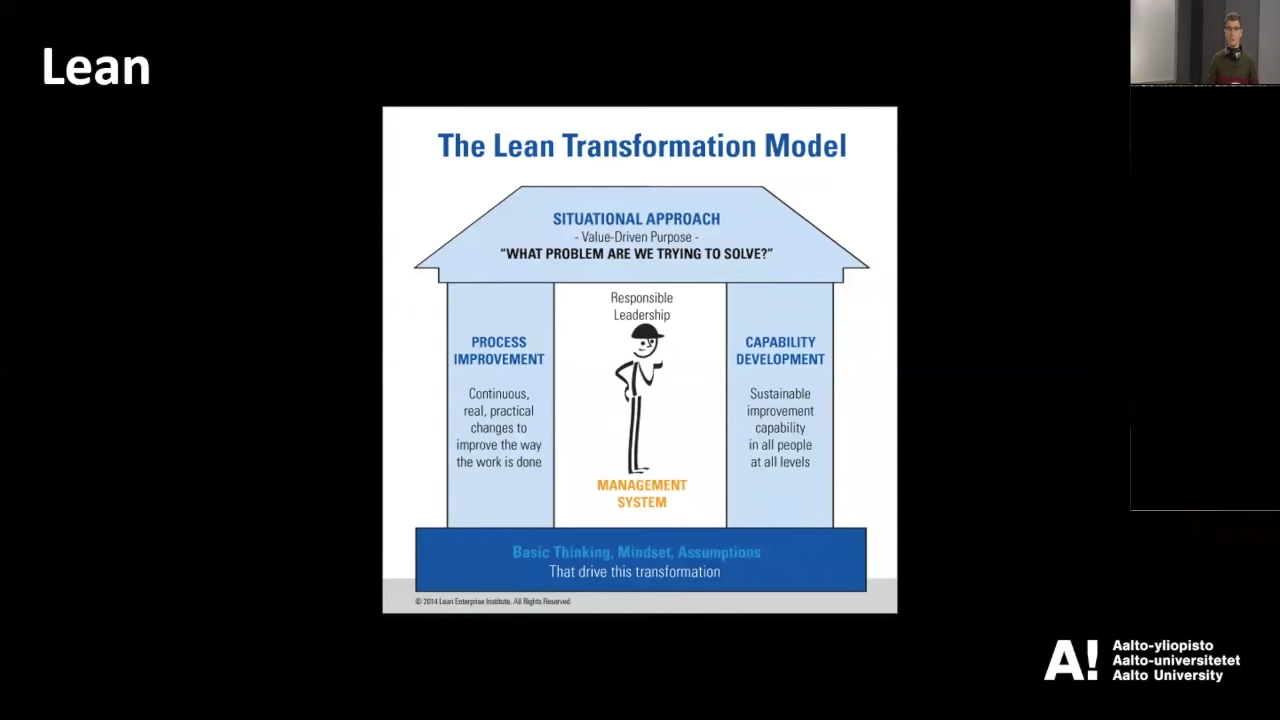 Lean
The Lean Transformation Model
SITUATIONAL APPROACH
- Value-Driven Purpose -
“WHAT PROBLEM ARE WE TRYING TO SOLVE?”
Responsible
Leadership
PROCESS
IMPROVEMENT
Continuous,
real, practical
changes to
improve the way
the work is done
MANAGEMENT
SYSTEM
CAPABILITY
DEVELOPMENT
Sustainable
improvement
capability
in all people
at all levels
Basic Thinking, Mindset, Assumptions
That drive this transformation
© 2014 Lean Enterprise Institute. All Rights Reserved.
A!
Aalto-yliopisto
Aalto-universitetet
Aalto University